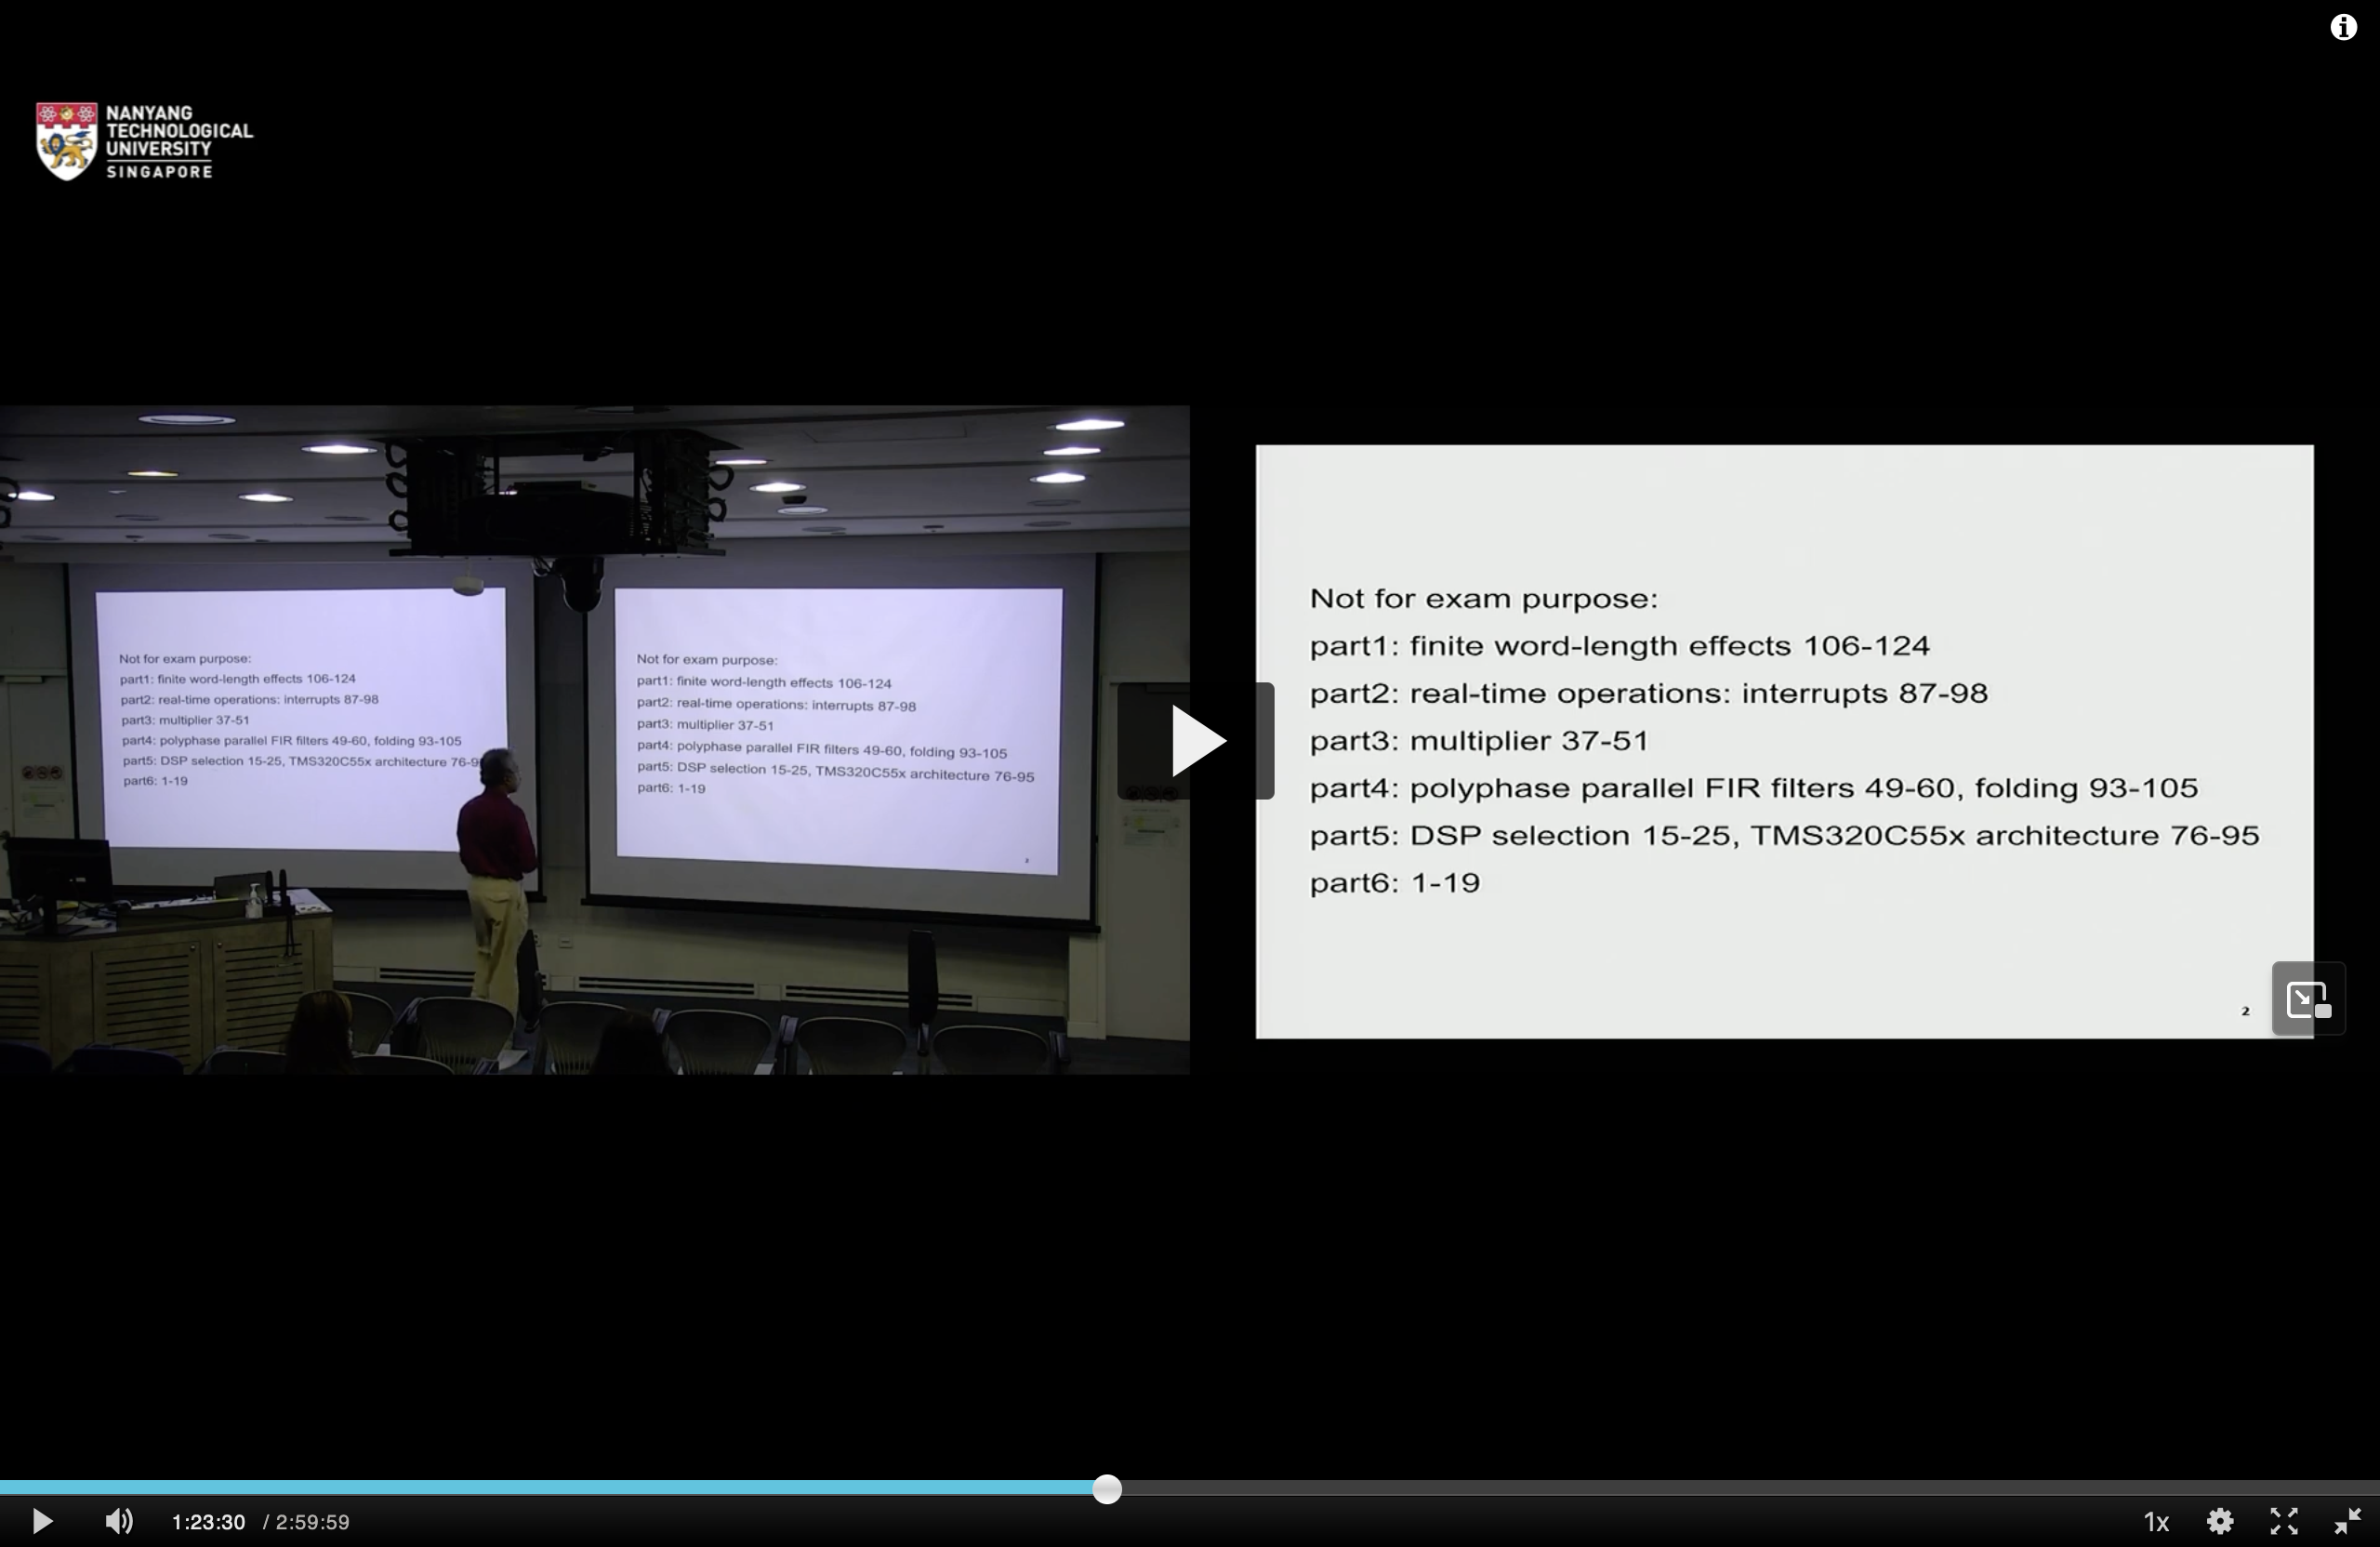 NANYANG
TECHNOLOGICAL
UNIVERSITY
SINGAPORE
Not for exam purpose:
part1: finite word-length effects 106-124
part2: real-time operations: interrupts 87-98
part3: multiplier 37-51
part4: polyphase parallel FIR filters 49-60, folding 93-105
part5: DSP selection 15-25, TMS320C55x architecture 76-9
part6: 1-19
Not for exam purpose:
part1: finite word-length effects 106-124
part2: real-time operations: interrupts 87-98
part3: multiplier 37-51
part4: polyphase parallel FIR filters 49-60, folding 93-105
part5: DSP selection 15-25, TMS320C55x architecture 76-95
part6: 1-19
2
Not for exam purpose:
part1: finite word-length effects 106-124
part2: real-time operations: interrupts 87-98
part3: multiplier 37-51
part4: polyphase parallel FIR filters 49-60, folding 93-105
part5: DSP selection 15-25, TMS320C55x architecture 76-95
part6: 1-19
2
1:23:30 / 2:59:59
1x